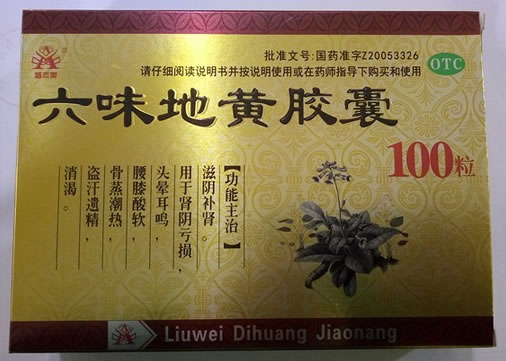 批准文号:国药准字Z20053326
OTC
请仔细阅读说明书并按说明使用或在药师指导下购买和使用
六味地黄胶囊
100粒
【功能主治】
滋阴补肾。
用于肾阴亏损，
头晕耳鸣，
腰膝酸软，
骨蒸潮热，
盗汗遗精，
消渴。
Liuwei Dihuang Jiaonang